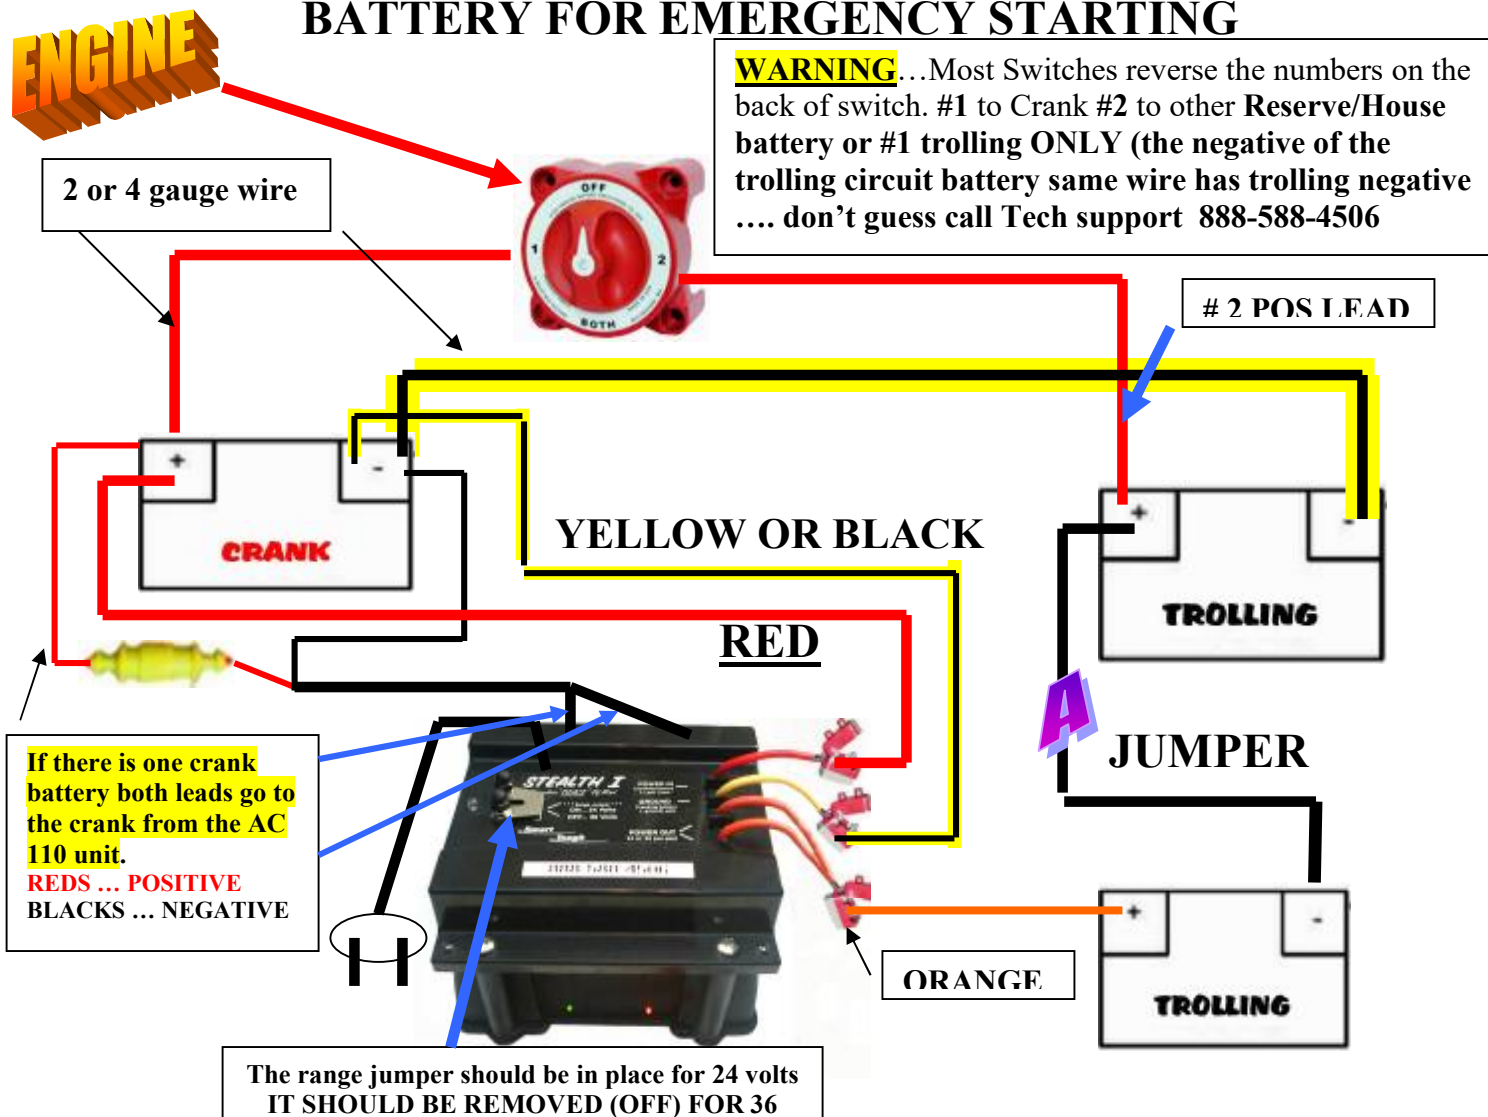 BATTERY FOR EMERGENCY STARTING
ENGINE
WARNING…Most Switches reverse the numbers on the
back of switch. #1 to Crank #2 to other Reserve/House
battery or #1 trolling ONLY (the negative of the
trolling circuit battery same wire has trolling negative
…. don't guess call Tech support 888-588-4506
2 or 4 gauge wire
OFF
1
2
BOTH
# 2 POS LEAD
+
-
CRANK
YELLOW OR BLACK
+
-
TROLLING
RED
A
JUMPER
If there is one crank
battery both leads go to
the crank from the AC
110 unit.
REDS … POSITIVE
BLACKS … NEGATIVE
STEALTH I
POWER IN
GROUND
POWER OUT
+
-
TROLLING
ORANGE
The range jumper should be in place for 24 volts
IT SHOULD BE REMOVED (OFF) FOR 36